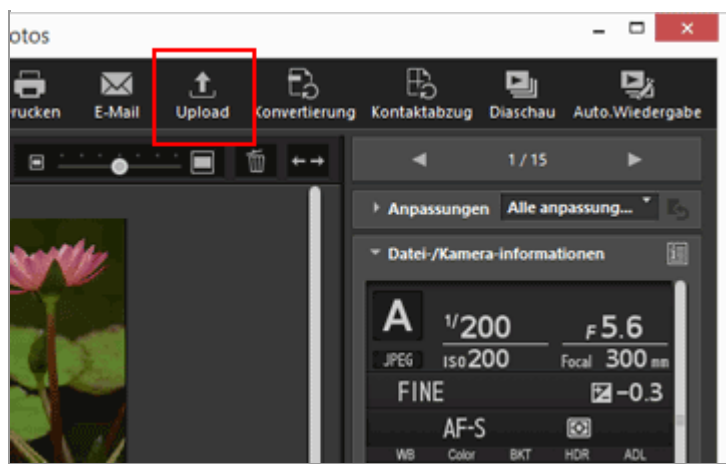 otos
rucken E-Mail Upload Konvertierung Kontaktabzug Diaschau Auto.Wiedergabe
1 / 15
Anpassungen Alle anpassung...
Datei-/Kamera-informationen
A 1/200 F5.6
JPEG ISO200 Focal 300 mm
FINE -0.3
AF-S
WB Color BKT HDR ADL